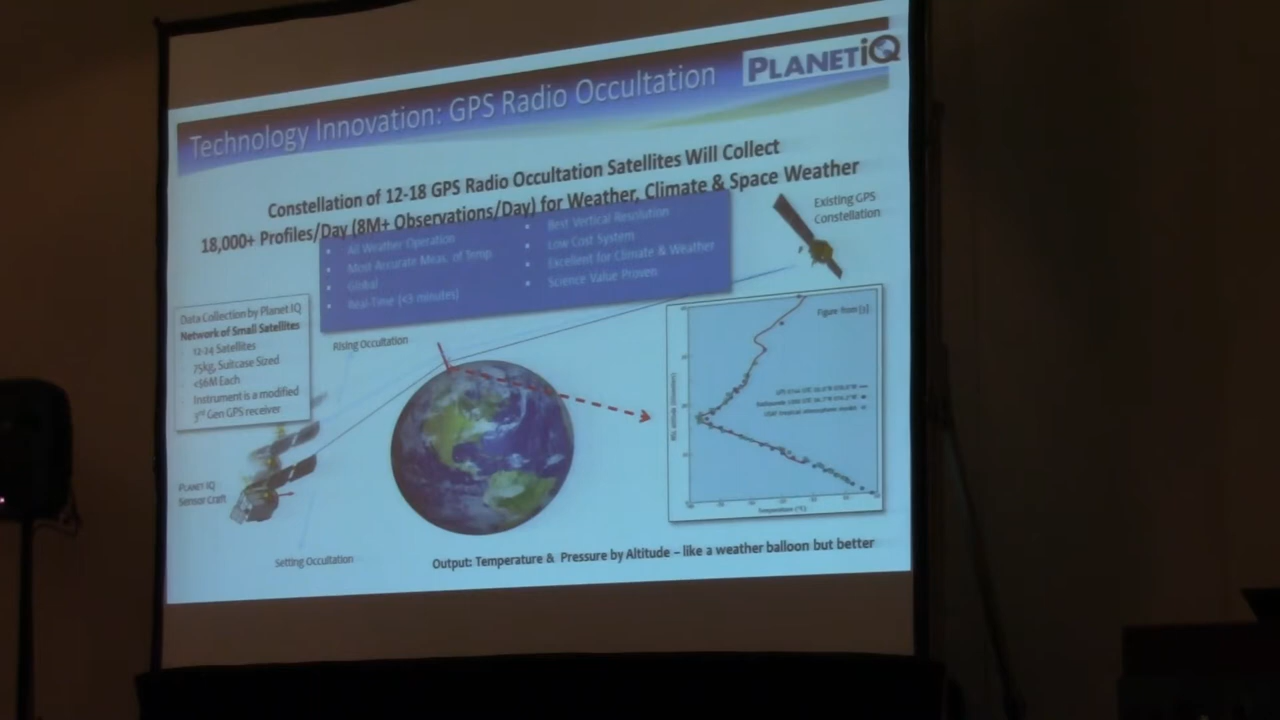 PLANETiQ
Technology Innovation: GPS Radio Occultation
Constellation of 12-18 GPS Radio Occultation Satellites Will Collect
18,000+ Profiles/Day (8M+ Observations/Day) for Weather, Climate & Space Weather
All Weather Operation
Most Accurate Meas. of Temp.
Global
Real-Time (<3 minutes)
Best Vertical Resolution
Low Cost System
Excellent for Climate & Weather
Science Value Proven
Existing GPS
Constellation
Data Collection by Planet IQ
Network of Small Satellites
12-24 Satellites
75kg, Suitcase Sized
<$6M Each
Instrument is a modified
3rd Gen GPS receiver
Rising Occultation
Figure from [3]
Temperature (°C)
PLANET IQ
Sensor Craft
Setting Occultation
Output: Temperature & Pressure by Altitude – like a weather balloon but better